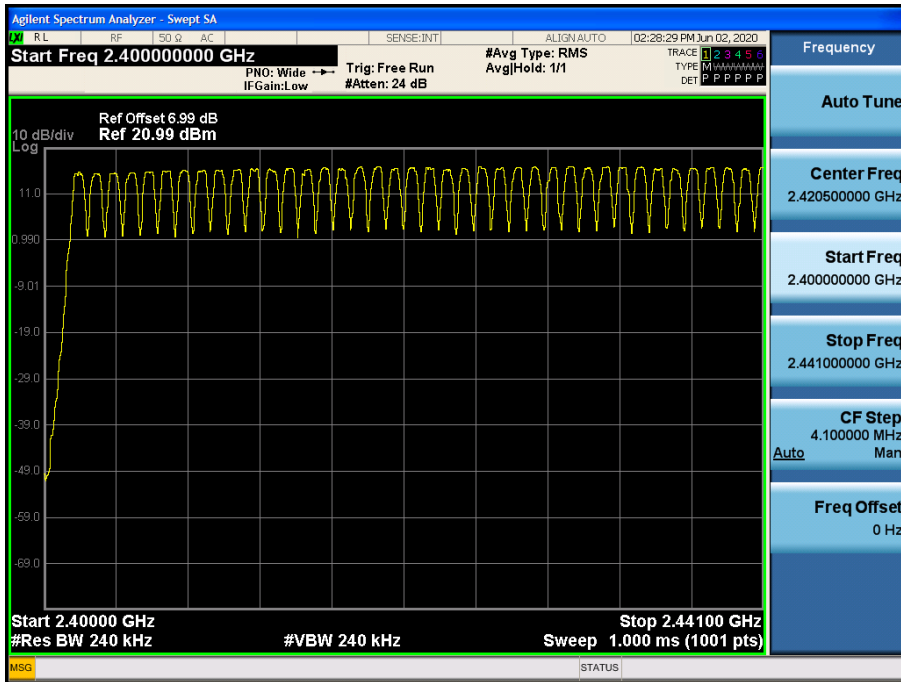 Agilent Spectrum Analyzer - Swept SA
LXI RL RF 50 Ω AC SENSE:INT ALIGN AUTO 02:28:29 PM Jun 02, 2020
Start Freq 2.400000000 GHz
PNO: Wide
IFGain:Low
Trig: Free Run
#Atten: 24 dB
#Avg Type: RMS
Avg|Hold: 1/1
TRACE 1 2 3 4 5 6
TYPE M WWWWW
DET P P P P P P
Ref Offset 6.99 dB
10 dB/div Ref 20.99 dBm
Log
11.0
0.990
-9.01
-19.0
-29.0
-39.0
-49.0
-59.0
-69.0
Start 2.40000 GHz Stop 2.44100 GHz
#Res BW 240 kHz #VBW 240 kHz Sweep 1.000 ms (1001 pts)
MSG STATUS
Frequency
Auto Tune
Center Freq
2.420500000 GHz
Start Freq
2.400000000 GHz
Stop Freq
2.441000000 GHz
CF Step
4.100000 MHz
Auto Man
Freq Offset
0 Hz